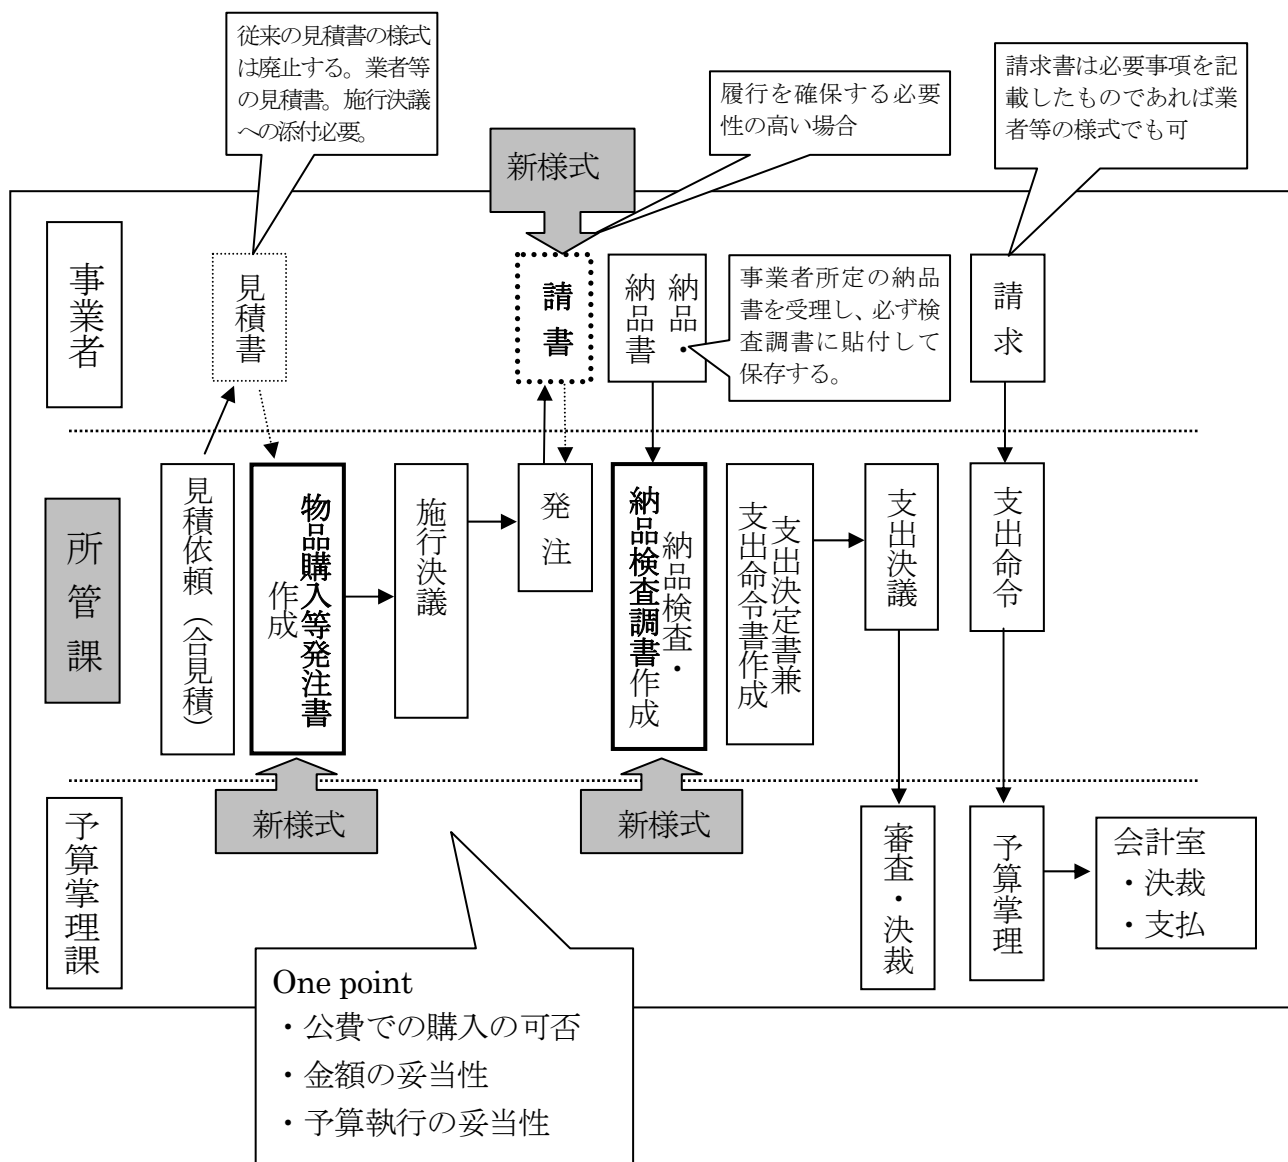 従来の見積書の様式
は廃止する。業者等
の見積書。施行決議
への添付必要。
新様式
履行を確保する必要
性の高い場合
請求書は必要事項を記
載したものであれば業
者等の様式でも可
事業者
見積書
請書
納品・
納品書
事業者所定の納品
書を受理し、必ず検
査調書に貼付して
保存する。
請求
所管課
見積依頼（合見積）
物品購入等発注書
作成
施行決議
発注
納品検査・
納品検査調書作成
支出決定書兼
支出命令書作成
支出決議
支出命令
新様式
新様式
予算掌理課
審査・決裁
予算掌理
会計室
・決裁
・支払
One point
・公費での購入の可否
・金額の妥当性
・予算執行の妥当性